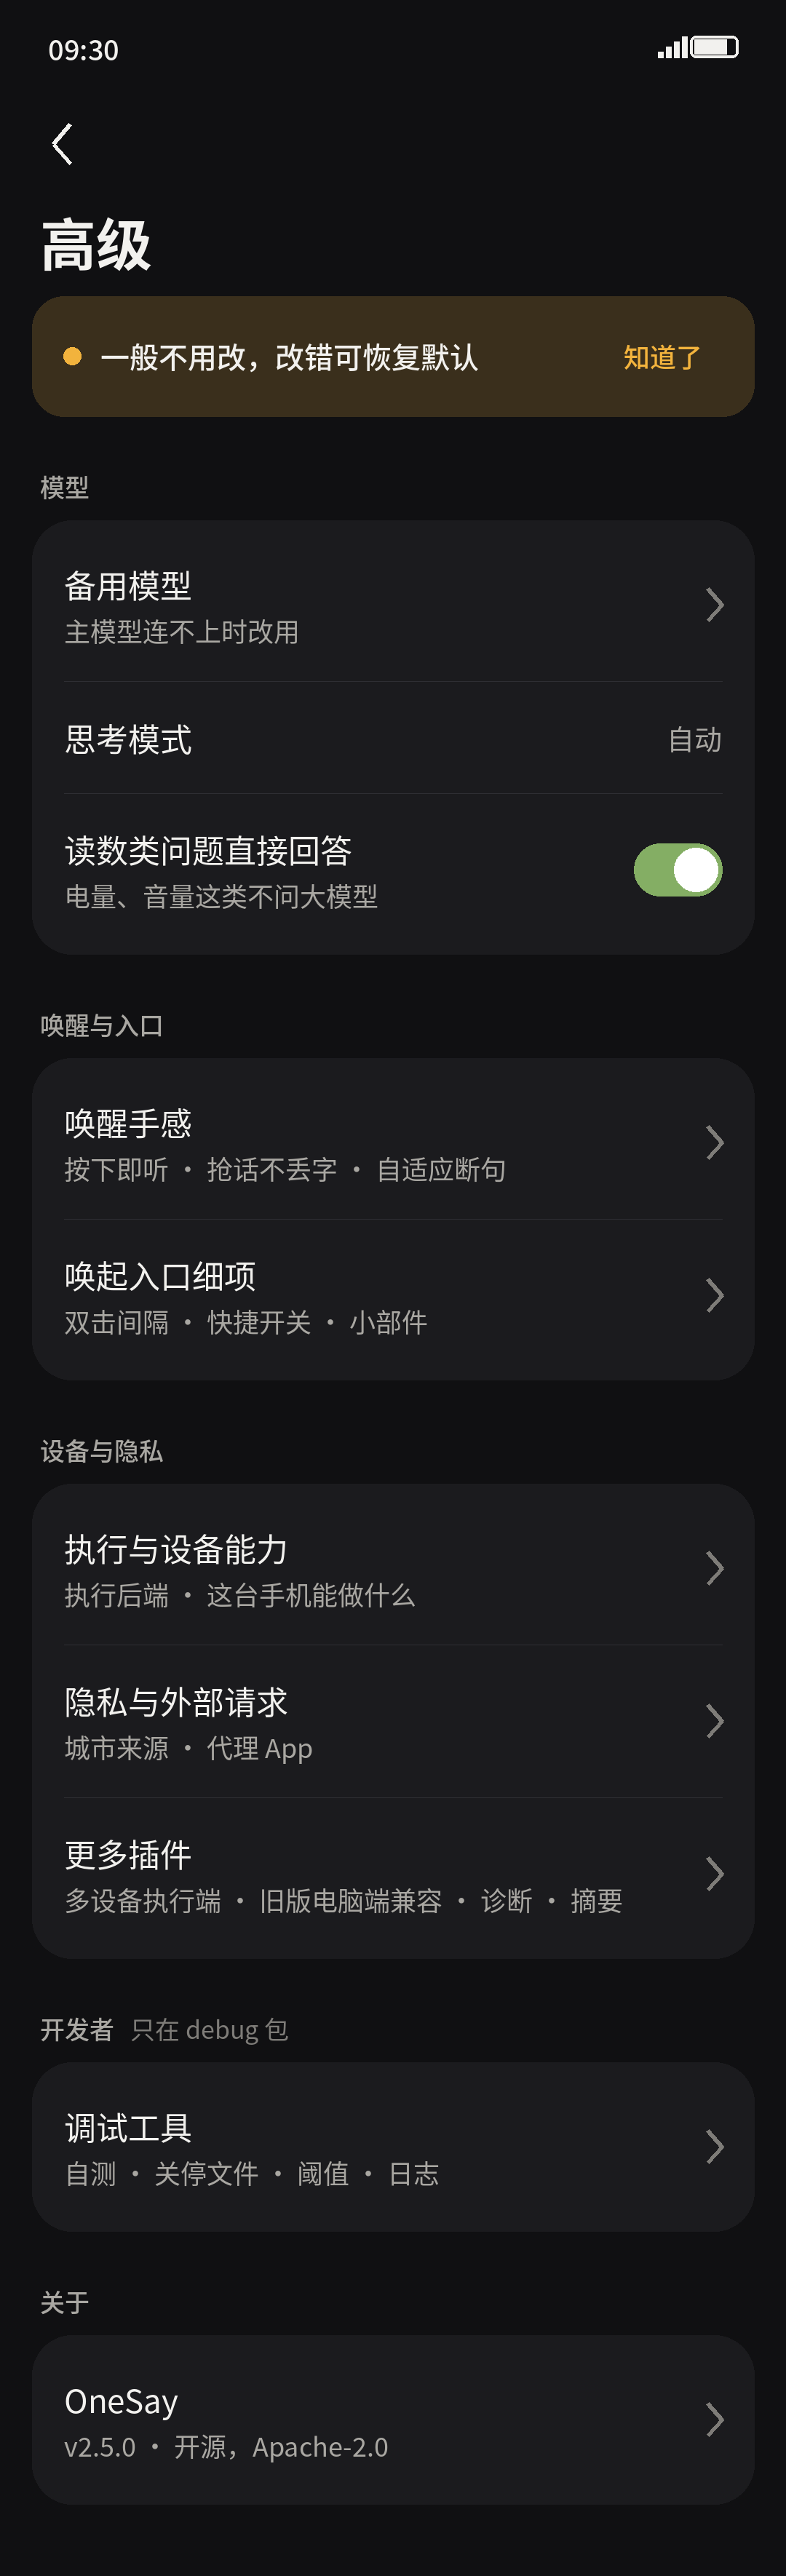 09:30
高级
一般不用改，改错可恢复默认 知道了
模型
备用模型
主模型连不上时改用
思考模式 自动
读数类问题直接回答
电量、音量这类不问大模型
唤醒与入口
唤醒手感
按下即听 · 抢话不丢字 · 自适应断句
唤起入口细项
双击间隔 · 快捷开关 · 小部件
设备与隐私
执行与设备能力
执行后端 · 这台手机能做什么
隐私与外部请求
城市来源 · 代理 App
更多插件
多设备执行端 · 旧版电脑端兼容 · 诊断 · 摘要
开发者 只在 debug 包
调试工具
自测 · 关停文件 · 阈值 · 日志
关于
OneSay
v2.5.0 · 开源，Apache-2.0